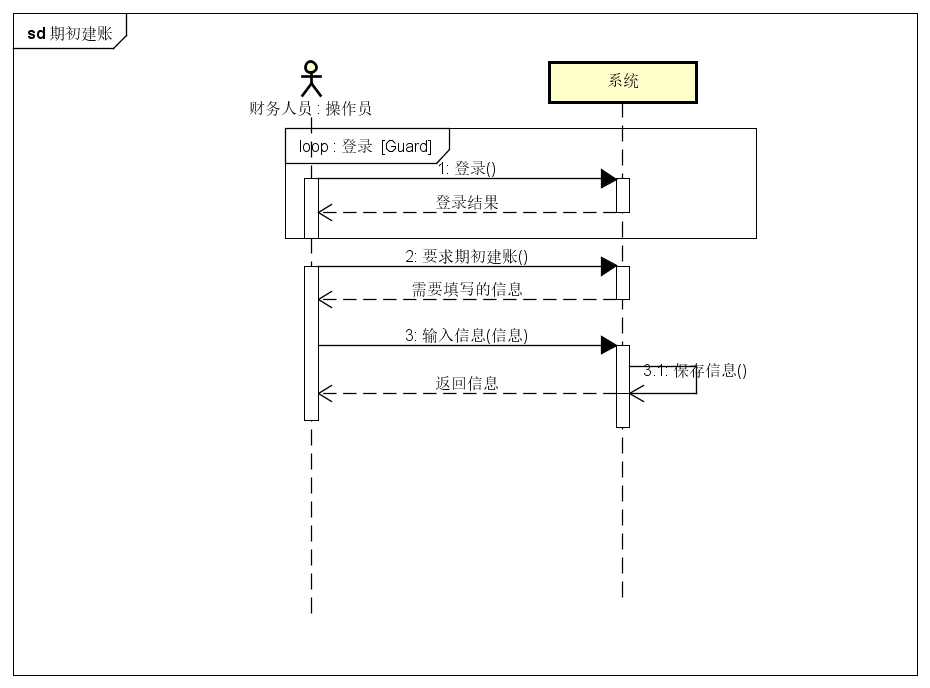 sd 期初建账
系统
财务人员 : 操作员
loop : 登录 [Guard]
1: 登录()
登录结果
2: 要求期初建账()
需要填写的信息
3: 输入信息(信息)
3.1: 保存信息()
返回信息